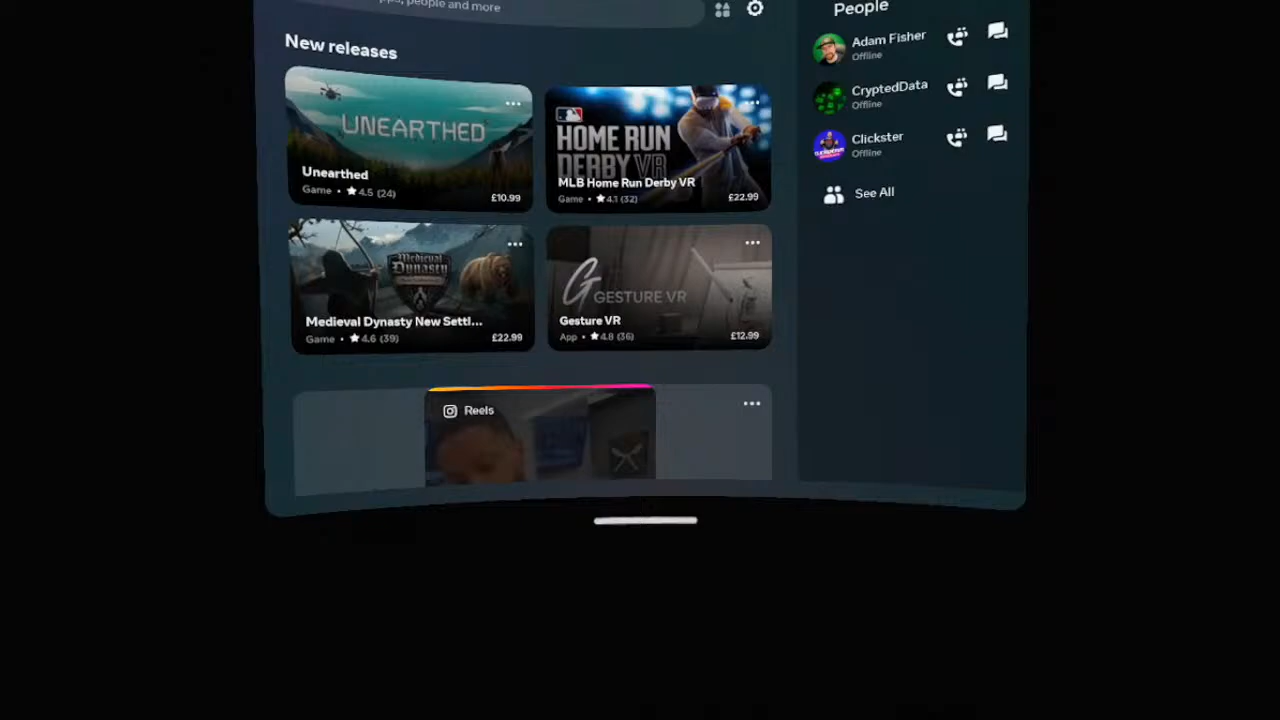 people and more
People
New releases
UNEARTHED
Unearthed
Game • ★ 4.5 (24)
£10.99
HOME RUN
DERBY VR
MLB Home Run Derby VR
Game • ★ 4.1 (32)
£22.99
Medieval
Dynasty
Medieval Dynasty New Settl...
Game • ★ 4.6 (39)
£22.99
G GESTURE VR
Gesture VR
App • ★ 4.8 (36)
£12.99
Reels
Adam Fisher
Offline
CryptedData
Offline
Clickster
Offline
See All